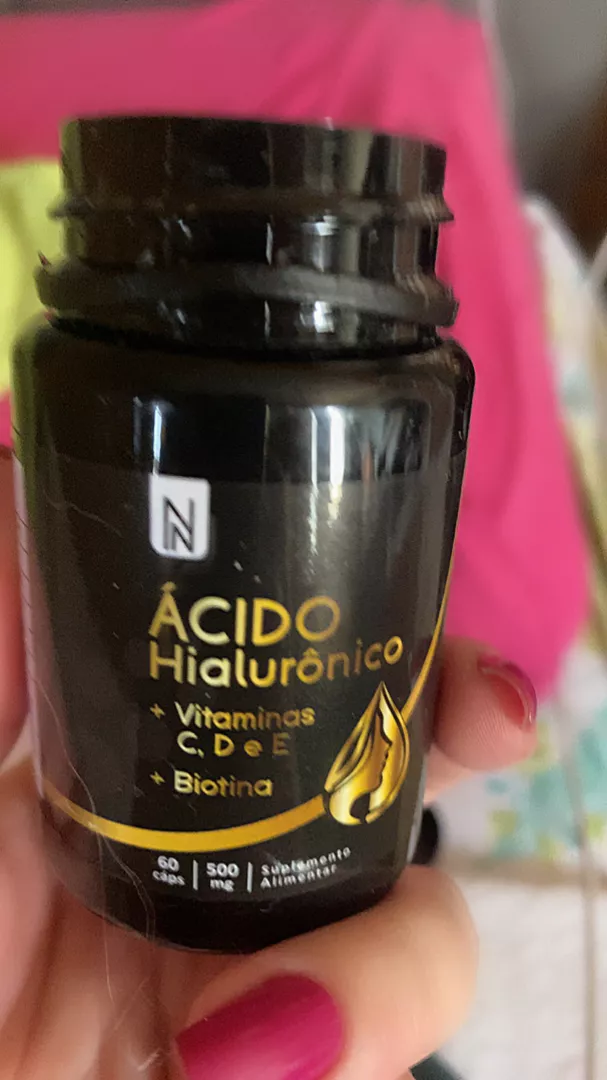 N
ÁCIDO
Hialurônico
+ Vitaminas
C, D e E
+ Biotina
60 cáps | 500 mg | Suplemento Alimentar